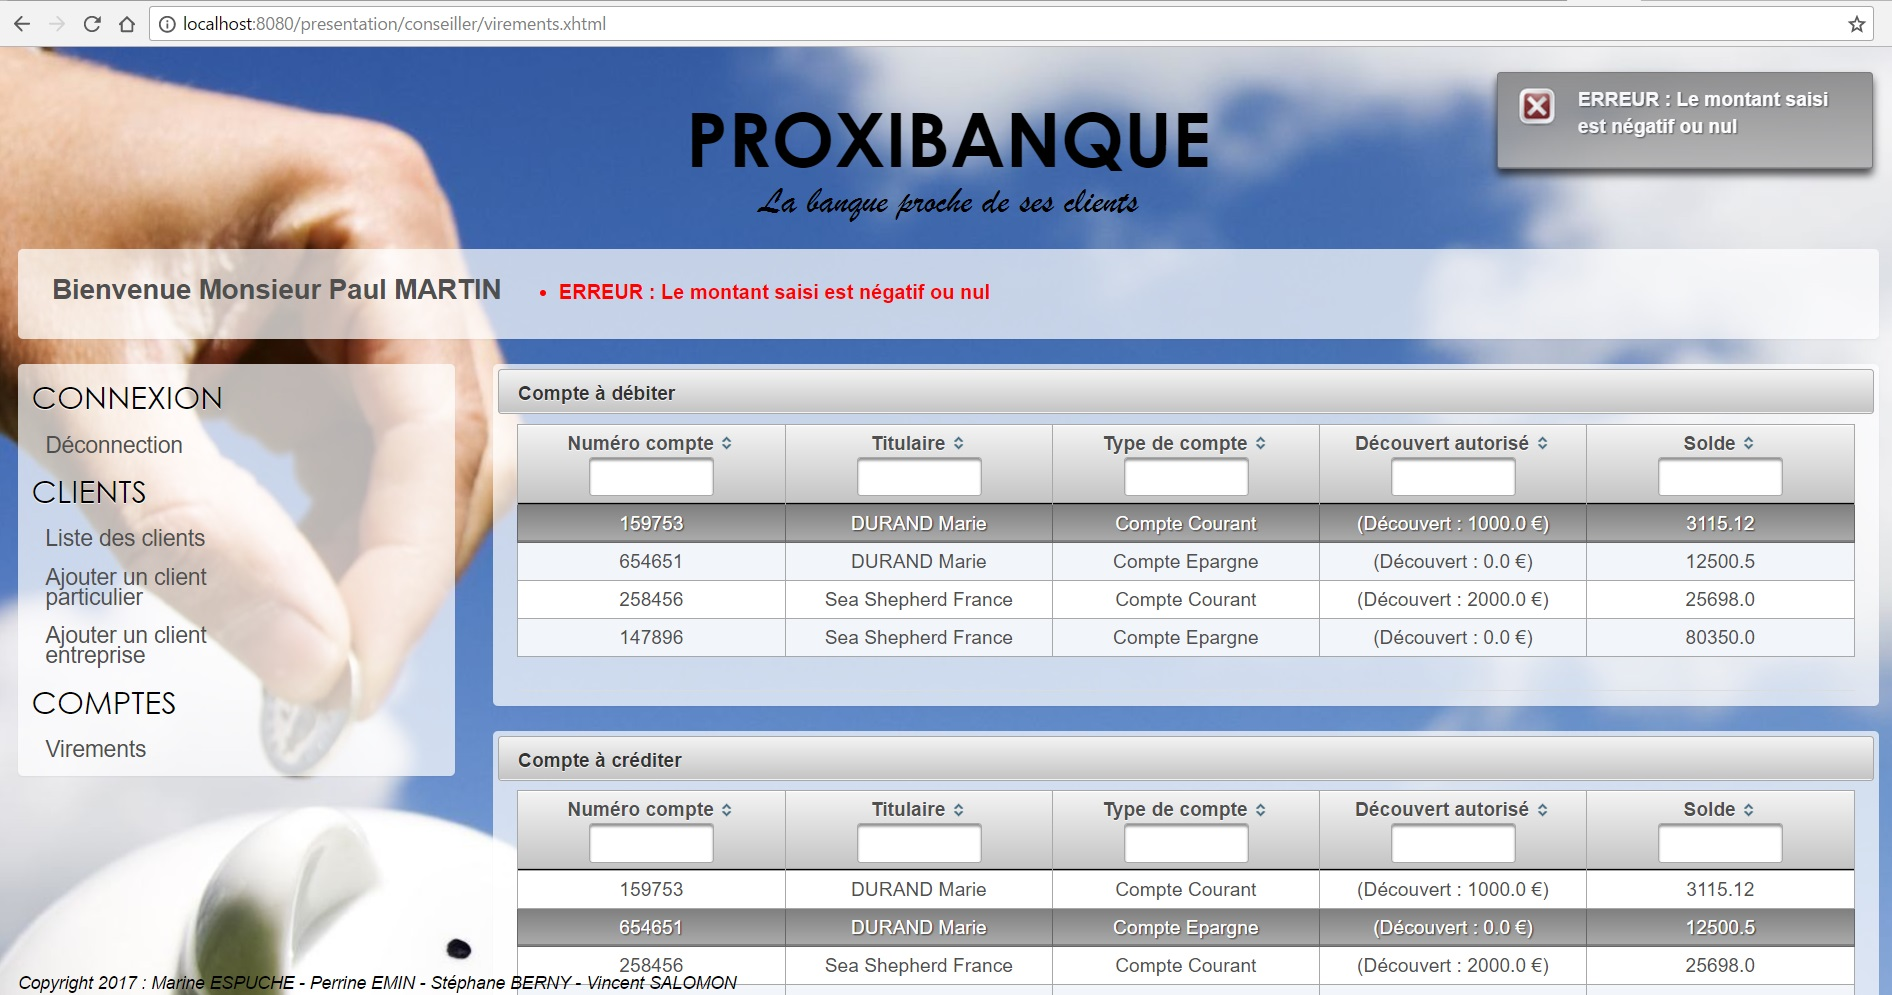 localhost:8080/presentation/conseiller/virements.xhtml
ERREUR : Le montant saisi
est négatif ou nul
PROXIBANQUE
La banque proche de ses clients
Bienvenue Monsieur Paul MARTIN
• ERREUR : Le montant saisi est négatif ou nul
CONNEXION
Déconnection
CLIENTS
Liste des clients
Ajouter un client
particulier
Ajouter un client
entreprise
COMPTES
Virements
Compte à débiter
Numéro compte Titulaire Type de compte Découvert autorisé Solde
159753 DURAND Marie Compte Courant (Découvert : 1000.0 €) 3115.12
654651 DURAND Marie Compte Epargne (Découvert : 0.0 €) 12500.5
258456 Sea Shepherd France Compte Courant (Découvert : 2000.0 €) 25698.0
147896 Sea Shepherd France Compte Epargne (Découvert : 0.0 €) 80350.0
Compte à créditer
Numéro compte Titulaire Type de compte Découvert autorisé Solde
159753 DURAND Marie Compte Courant (Découvert : 1000.0 €) 3115.12
654651 DURAND Marie Compte Epargne (Découvert : 0.0 €) 12500.5
258456 Sea Shepherd France Compte Courant (Découvert : 2000.0 €) 25698.0
Copyright 2017 : Marine ESPUCHE - Perrine EMIN - Stéphane BERNY - Vincent SALOMON